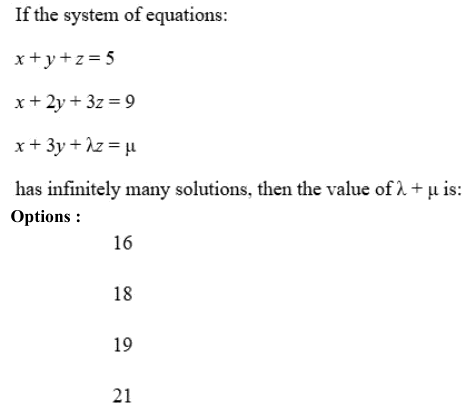 If the system of equations:
x + y + z = 5
x + 2y + 3z = 9
x + 3y + λz = μ
has infinitely many solutions, then the value of λ + μ is:
Options :
16
18
19
21